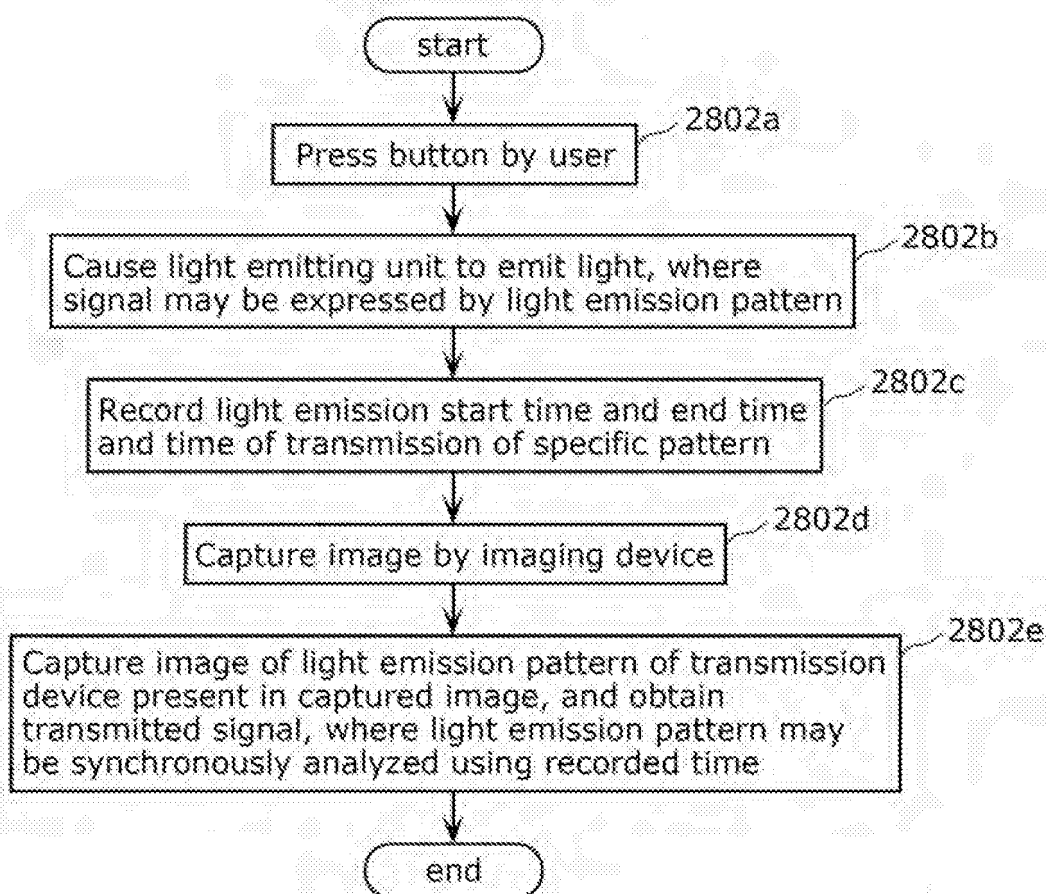 start
2802a
Press button by user
2802b
Cause light emitting unit to emit light, where
signal may be expressed by light emission pattern
2802c
Record light emission start time and end time
and time of transmission of specific pattern
2802d
Capture image by imaging device
2802e
Capture image of light emission pattern of transmission
device present in captured image, and obtain
transmitted signal, where light emission pattern may
be synchronously analyzed using recorded time
end